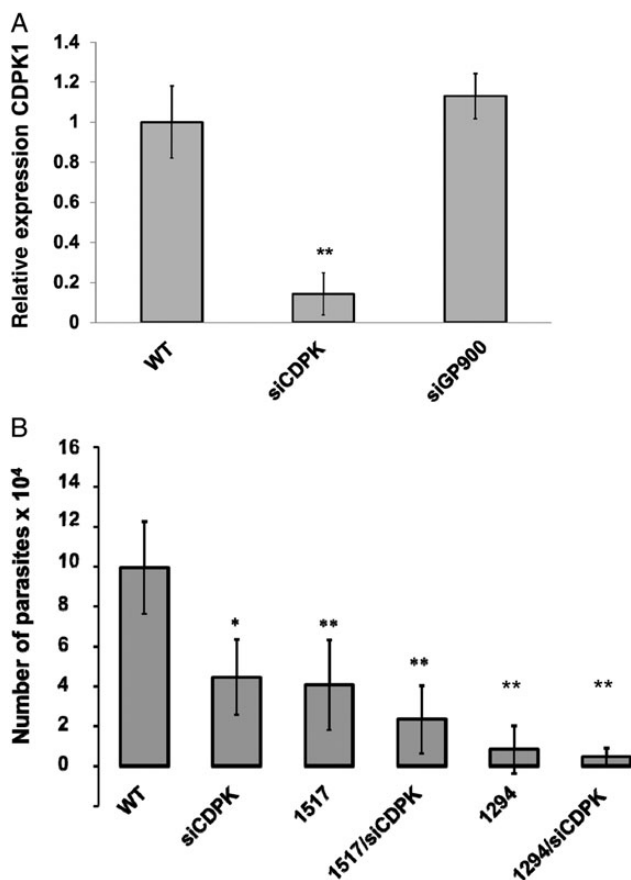 A
Relative expression CDPK1
1.4
1.2
1
0.8
0.6
0.4
0.2
0
**
WT
siCDPK
siGP900
B
Number of parasites x 10⁴
16
14
12
10
8
6
4
2
0
*
**
**
**
**
WT
siCDPK
1517
1517/siCDPK
1294
1294/siCDPK